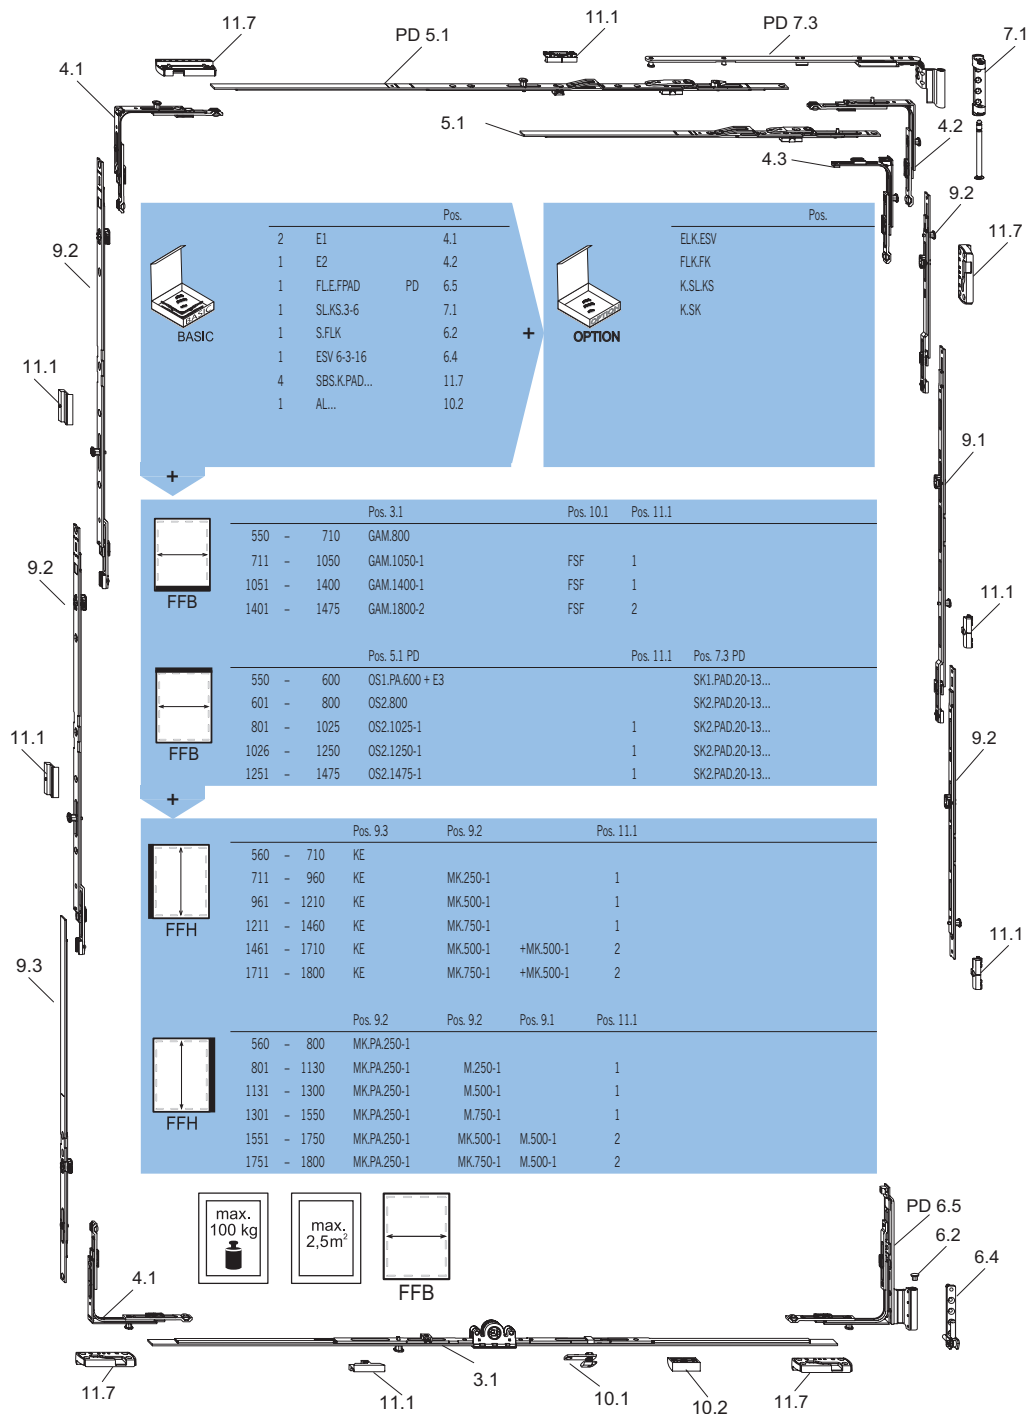 11.7
PD 5.1
11.1
PD 7.3
7.1
4.1
5.1
4.2
4.3
9.2
9.2
11.7
Pos.
2 E1 4.1
1 E2 4.2
1 FL.E.FPAD PD 6.5
1 SL.KS.3-6 7.1
1 S.FLK 6.2
1 ESV 6-3-16 6.4
4 SBS.K.PAD... 11.7
1 AL... 10.2
BASIC
BASIC
+
Pos.
ELK.ESV
FLK.FK
K.SL.KS
K.SK
OPTION
OPTION
11.1
9.1
+
Pos. 3.1 Pos. 10.1 Pos. 11.1
550 – 710 GAM.800
711 – 1050 GAM.1050-1 FSF 1
1051 – 1400 GAM.1400-1 FSF 1
1401 – 1475 GAM.1800-2 FSF 2
FFB
9.2
11.1
Pos. 5.1 PD Pos. 11.1 Pos. 7.3 PD
550 – 600 OS1.PA.600 + E3 SK1.PAD.20-13...
601 – 800 OS2.800 SK2.PAD.20-13...
801 – 1025 OS2.1025-1 1 SK2.PAD.20-13...
1026 – 1250 OS2.1250-1 1 SK2.PAD.20-13...
1251 – 1475 OS2.1475-1 1 SK2.PAD.20-13...
FFB
11.1
9.2
+
Pos. 9.3 Pos. 9.2 Pos. 11.1
560 – 710 KE
711 – 960 KE MK.250-1 1
961 – 1210 KE MK.500-1 1
1211 – 1460 KE MK.750-1 1
1461 – 1710 KE MK.500-1 +MK.500-1 2
1711 – 1800 KE MK.750-1 +MK.500-1 2
FFH
9.3
11.1
Pos. 9.2 Pos. 9.2 Pos. 9.1 Pos. 11.1
560 – 800 MK.PA.250-1
801 – 1130 MK.PA.250-1 M.250-1 1
1131 – 1300 MK.PA.250-1 M.500-1 1
1301 – 1550 MK.PA.250-1 M.750-1 1
1551 – 1750 MK.PA.250-1 MK.500-1 M.500-1 2
1751 – 1800 MK.PA.250-1 MK.750-1 M.500-1 2
FFH
max.
100 kg
max.
2,5m²
FFB
PD 6.5
6.2
6.4
4.1
11.7
11.1
3.1
10.1
10.2
11.7